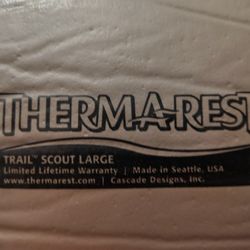 THERMAREST
TRAIL™ SCOUT LARGE
Limited Lifetime Warranty | Made in Seattle, USA
www.thermarest.com | Cascade Designs, Inc.